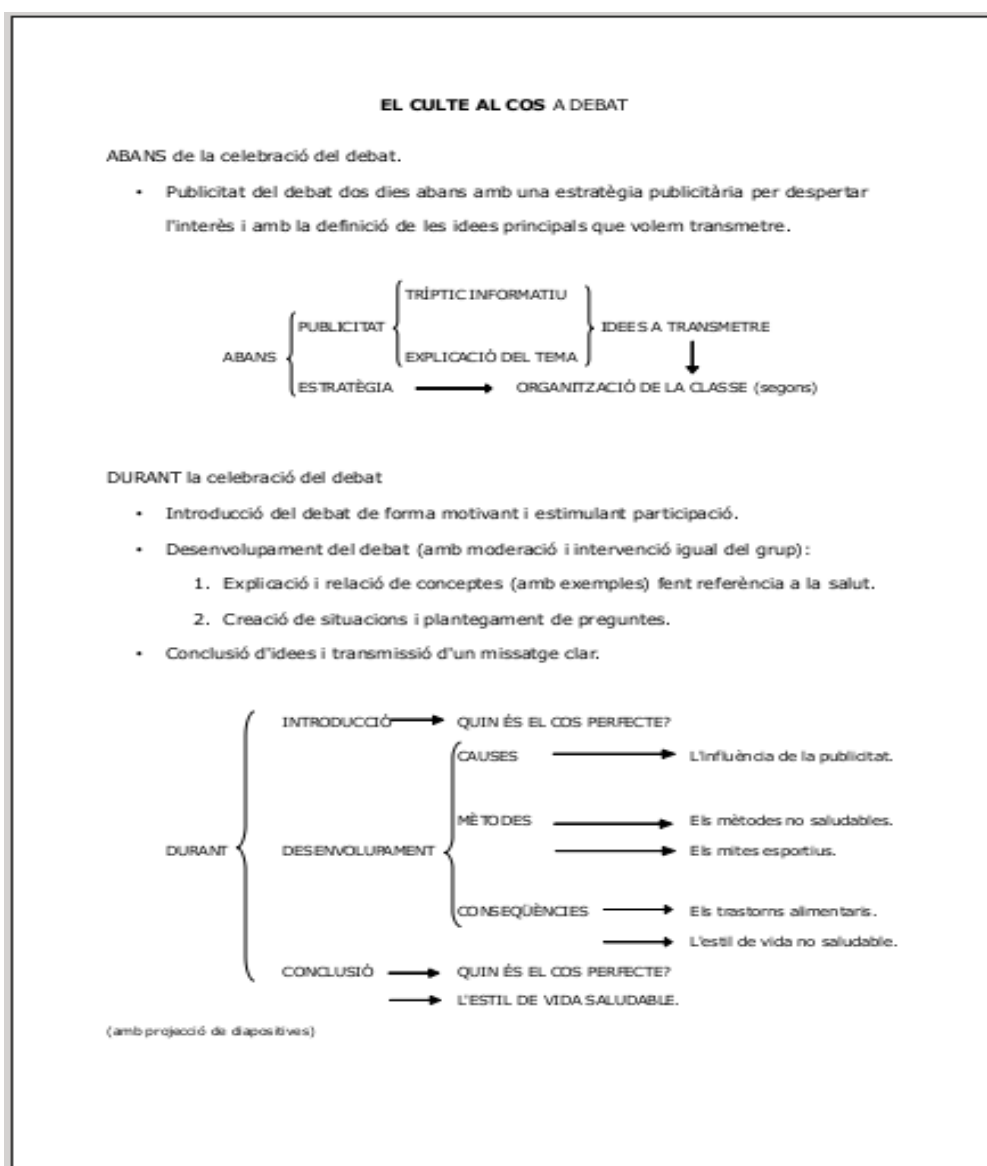 EL CULTE AL COS A DEBAT
ABANS de la celebració del debat.
• Publicitat del debat dos dies abans amb una estratègia publicitària per despertar
l'interès i amb la definició de les idees principals que volem transmetre.
TRÍPTIC INFORMATIU
PUBLICITAT
IDEES A TRANSMETRE
ABANS
EXPLICACIÓ DEL TEMA
ESTRATÈGIA
ORGANITZACIÓ DE LA CLASSE (segons)
DURANT la celebració del debat
• Introducció del debat de forma motivant i estimulant participació.
• Desenvolupament del debat (amb moderació i intervenció igual del grup):
1. Explicació i relació de conceptes (amb exemples) fent referència a la salut.
2. Creació de situacions i plantegament de preguntes.
• Conclusió d'idees i transmissió d'un missatge clar.
INTRODUCCIÓ QUIN ÉS EL COS PERFECTE?
CAUSES L'influència de la publicitat.
MÈTODES Els mètodes no saludables.
DURANT DESENVOLUPAMENT Els mites esportius.
CONSEQÜÈNCIES Els trastorns alimentaris.
L'estil de vida no saludable.
CONCLUSIÓ QUIN ÉS EL COS PERFECTE?
L'ESTIL DE VIDA SALUDABLE.
(amb projecció de diapositives)